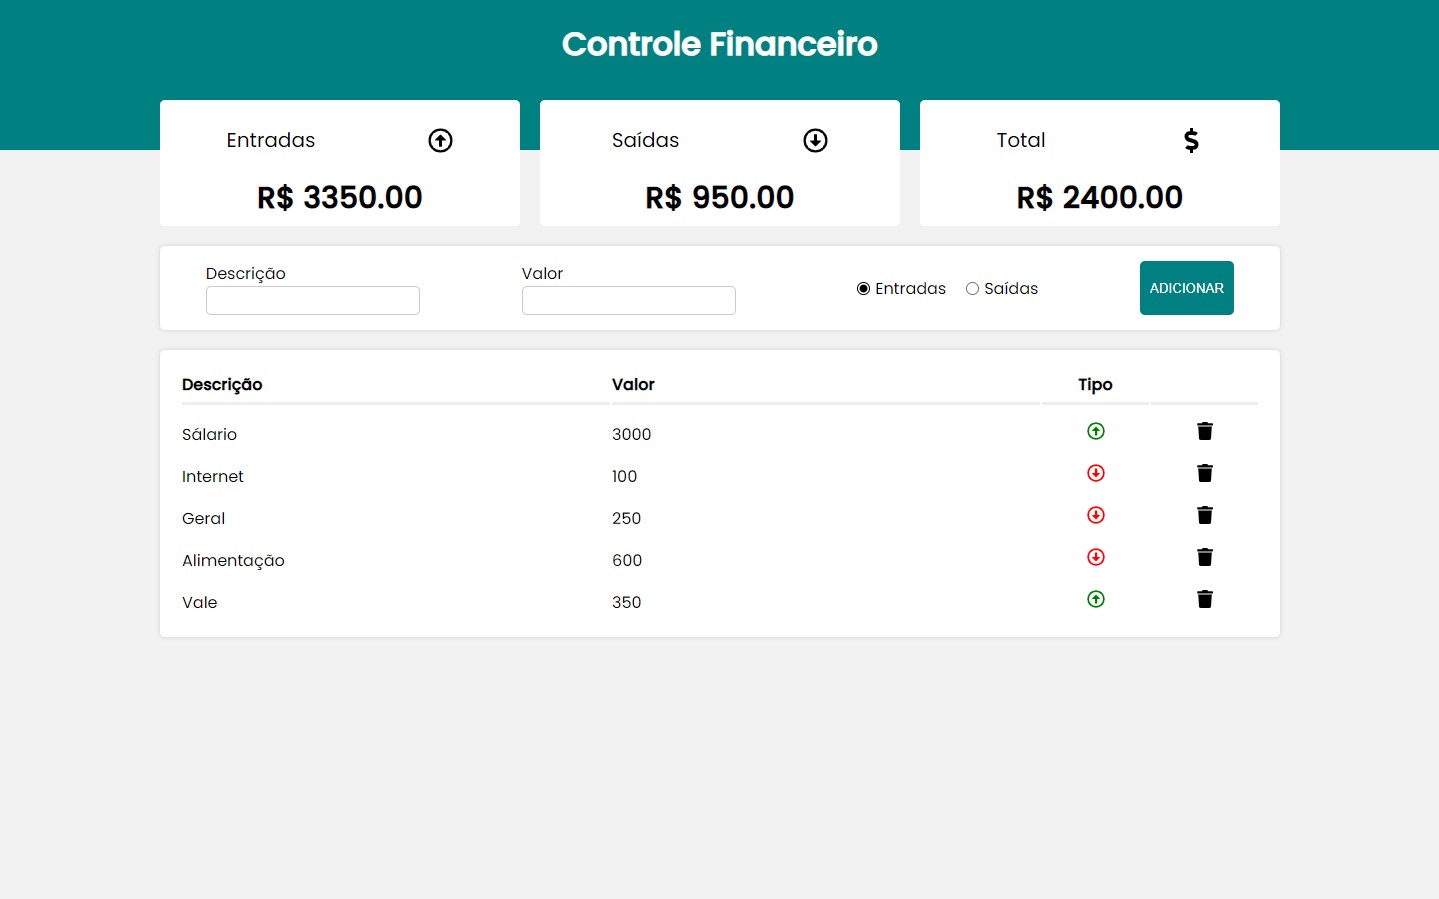 Controle Financeiro
Entradas
R$ 3350.00
Saídas
R$ 950.00
Total
$
R$ 2400.00
Descrição
Valor
Entradas Saídas
ADICIONAR
Descrição Valor Tipo
Sálario 3000
Internet 100
Geral 250
Alimentação 600
Vale 350